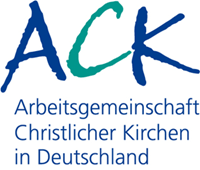 ACK
Arbeitsgemeinschaft
Christlicher Kirchen
in Deutschland